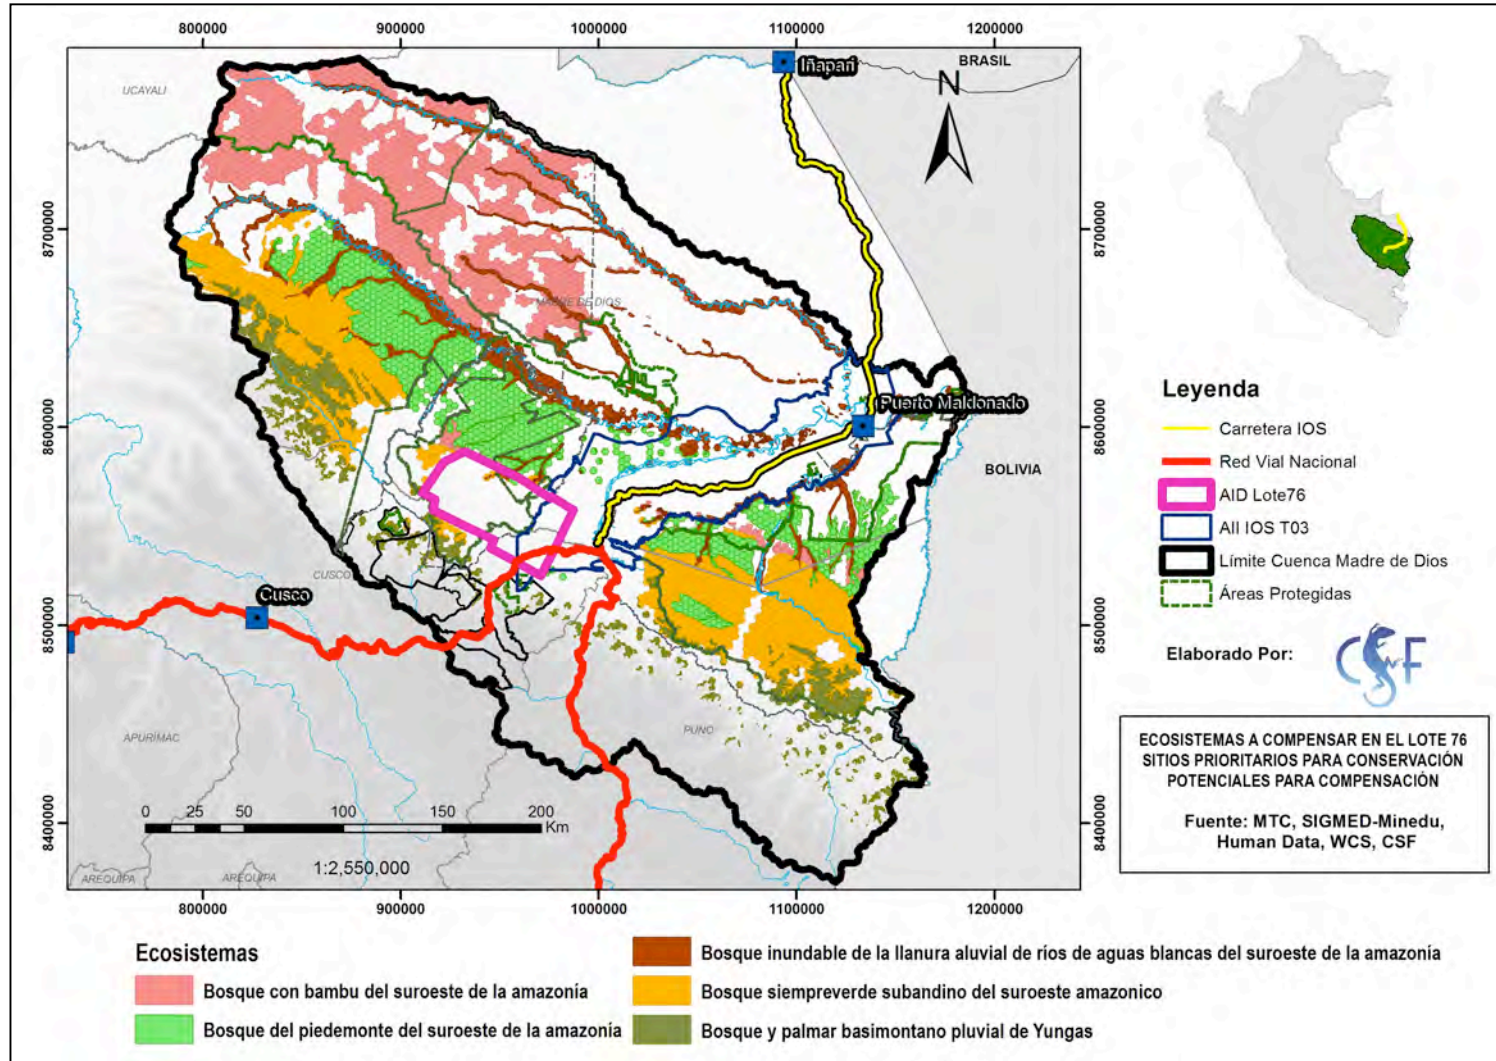 800000
900000
1000000
1100000
1200000
8700000
8600000
8500000
8400000
8700000
8600000
8500000
8400000
UCAYALI
Iñapari
BRASIL
N
MADRE DE DIOS
Puerto Maldonado
BOLIVIA
CUSCO
Cusco
APURÍMAC
PUNO
0 25 50 100 150 200
Km
1:2,550,000
AREQUIPA
AREQUIPA
800000
900000
1000000
1100000
1200000
Leyenda
Carretera IOS
Red Vial Nacional
AID Lote76
AII IOS T03
Límite Cuenca Madre de Dios
Áreas Protegidas
Elaborado Por:
CSF
ECOSISTEMAS A COMPENSAR EN EL LOTE 76
SITIOS PRIORITARIOS PARA CONSERVACIÓN
POTENCIALES PARA COMPENSACIÓN
Fuente: MTC, SIGMED-Minedu,
Human Data, WCS, CSF
Ecosistemas
Bosque con bambu del suroeste de la amazonía
Bosque del piedemonte del suroeste de la amazonía
Bosque inundable de la llanura aluvial de ríos de aguas blancas del suroeste de la amazonía
Bosque siempreverde subandino del suroeste amazonico
Bosque y palmar basimontano pluvial de Yungas